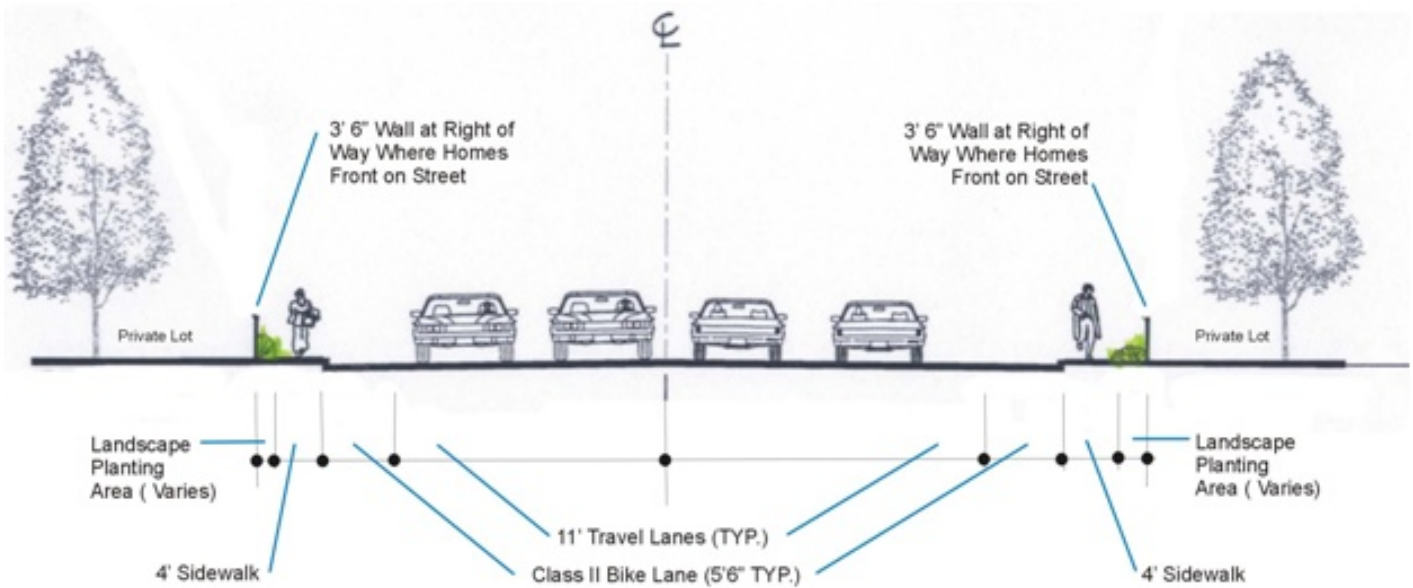 ℄
3' 6" Wall at Right of
Way Where Homes
Front on Street
3' 6" Wall at Right of
Way Where Homes
Front on Street
Private Lot
Private Lot
Landscape
Planting
Area ( Varies)
Landscape
Planting
Area ( Varies)
11' Travel Lanes (TYP.)
4' Sidewalk
Class II Bike Lane (5'6" TYP.)
4' Sidewalk